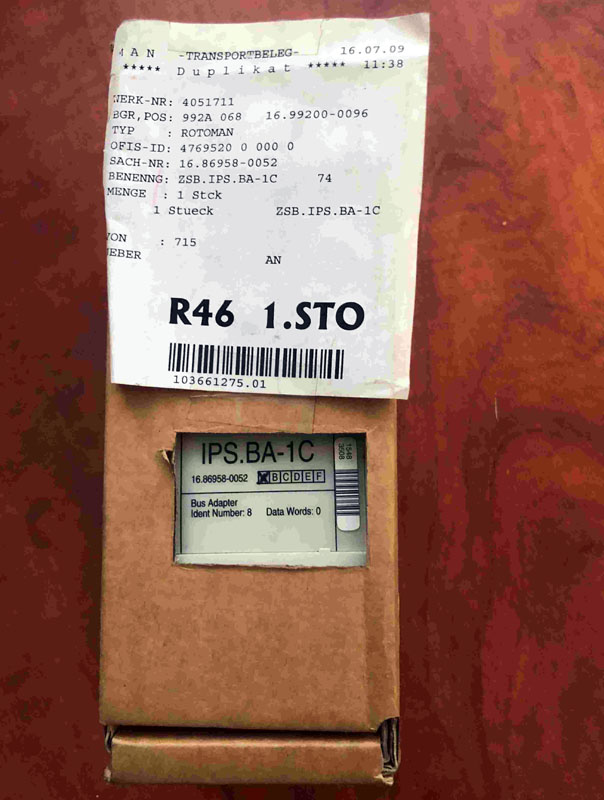 M A N -TRANSPORTBELEG- 16.07.09
***** Duplikat ***** 11:38
WERK-NR: 4051711
BGR,POS: 992A 068 16.99200-0096
TYP : ROTOMAN
OFIS-ID: 4769520 0 000 0
SACH-NR: 16.86958-0052
BENENNG: ZSB.IPS.BA-1C 74
MENGE : 1 Stck
1 Stueck ZSB.IPS.BA-1C
VON : 715
WEBER AN
R46 1.STO
103661275.01
IPS.BA-1C
16.86958-0052 BCDEF
Bus Adapter
Ident Number: 8 Data Words: 0
1548
3608